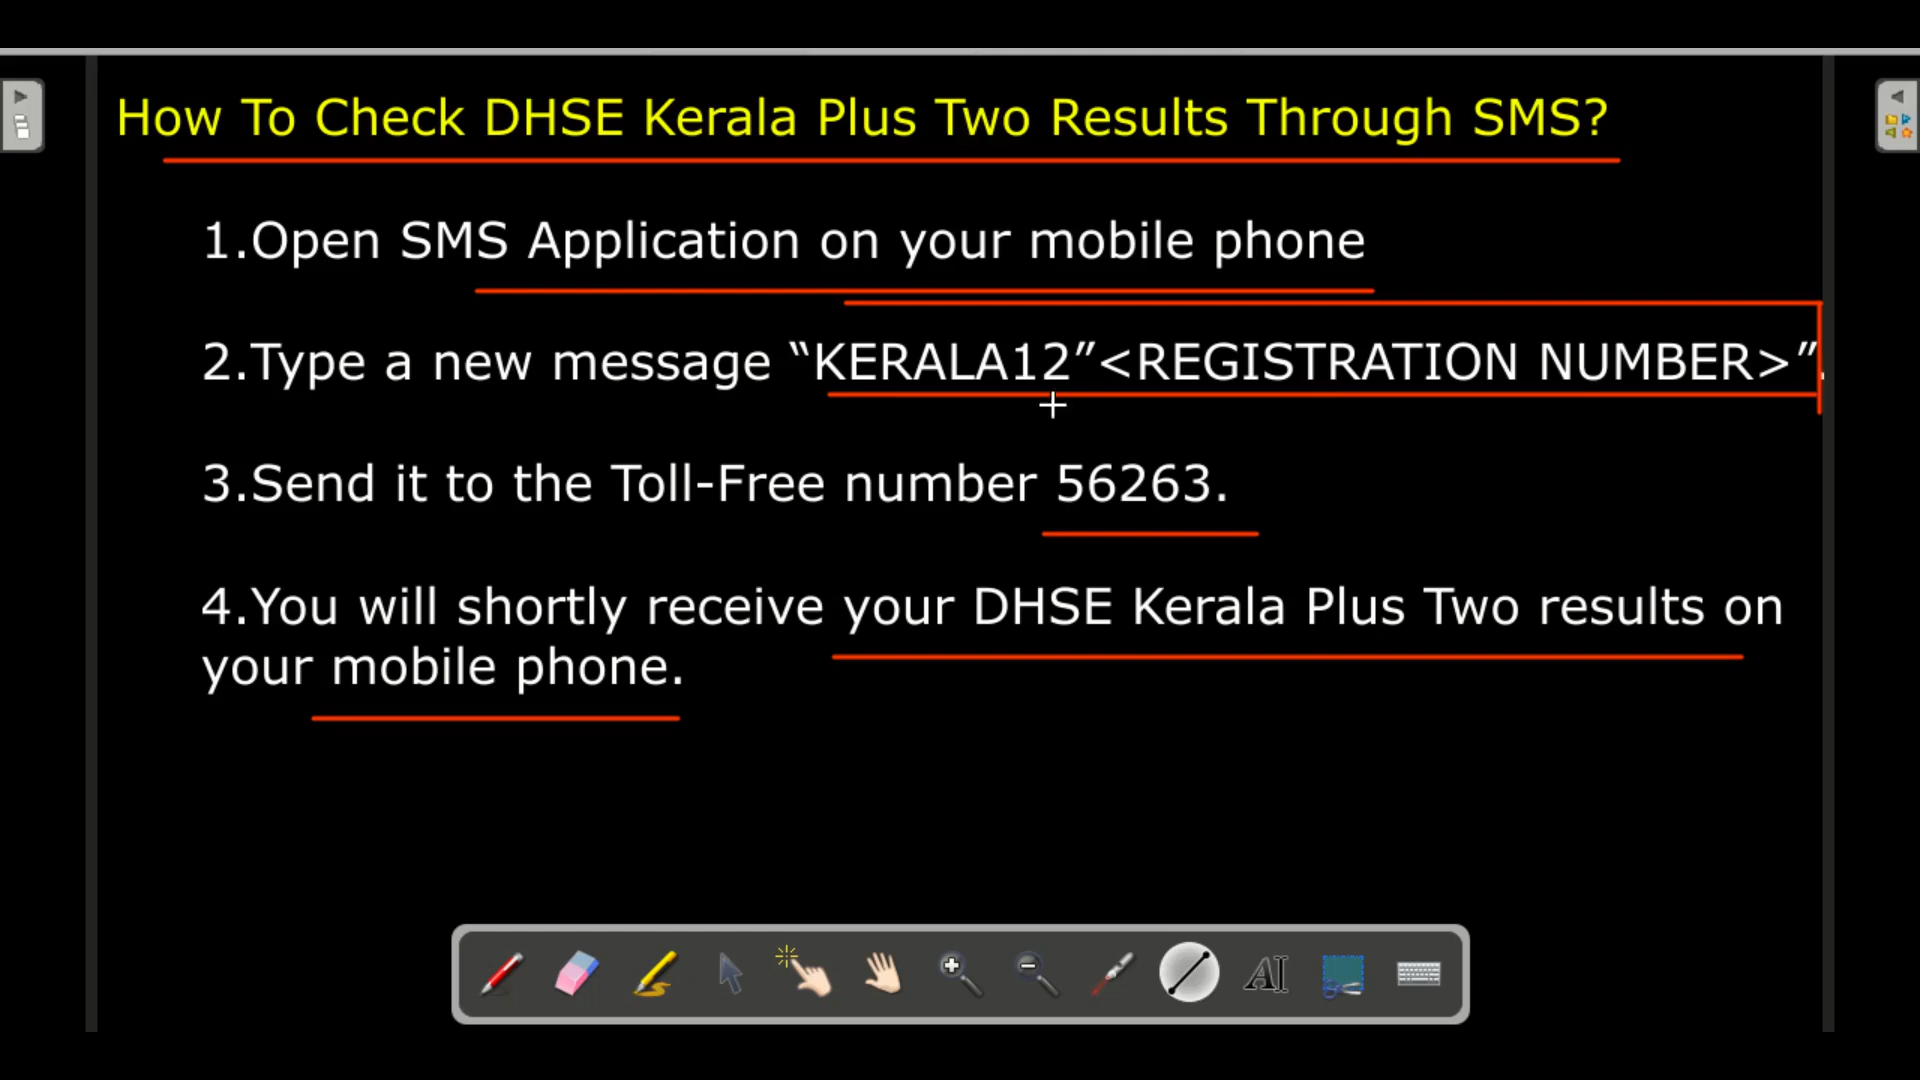 How To Check DHSE Kerala Plus Two Results Through SMS?
1.Open SMS Application on your mobile phone
2.Type a new message “KERALA12”<REGISTRATION NUMBER>”.
3.Send it to the Toll-Free number 56263.
4.You will shortly receive your DHSE Kerala Plus Two results on
your mobile phone.
AI